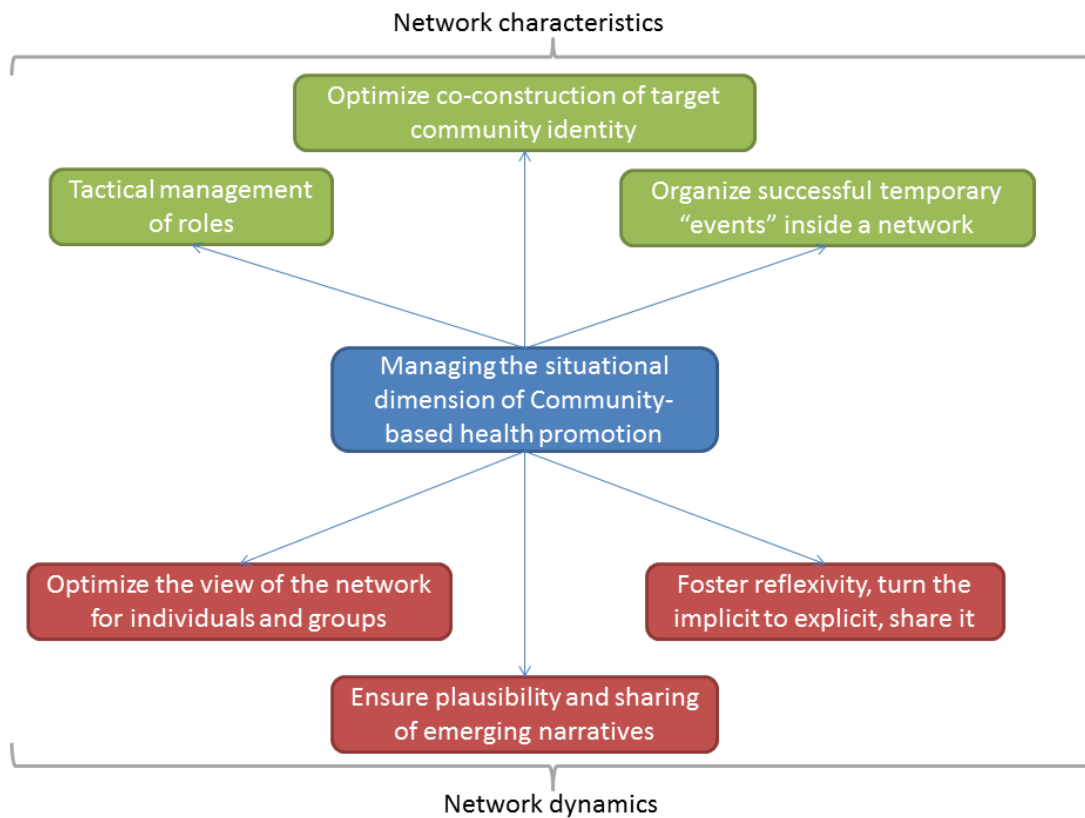 Network characteristics
Optimize co-construction of target
community identity
Tactical management
of roles
Organize successful temporary
“events” inside a network
Managing the situational
dimension of Community-
based health promotion
Optimize the view of the network
for individuals and groups
Foster reflexivity, turn the
implicit to explicit, share it
Ensure plausibility and sharing
of emerging narratives
Network dynamics